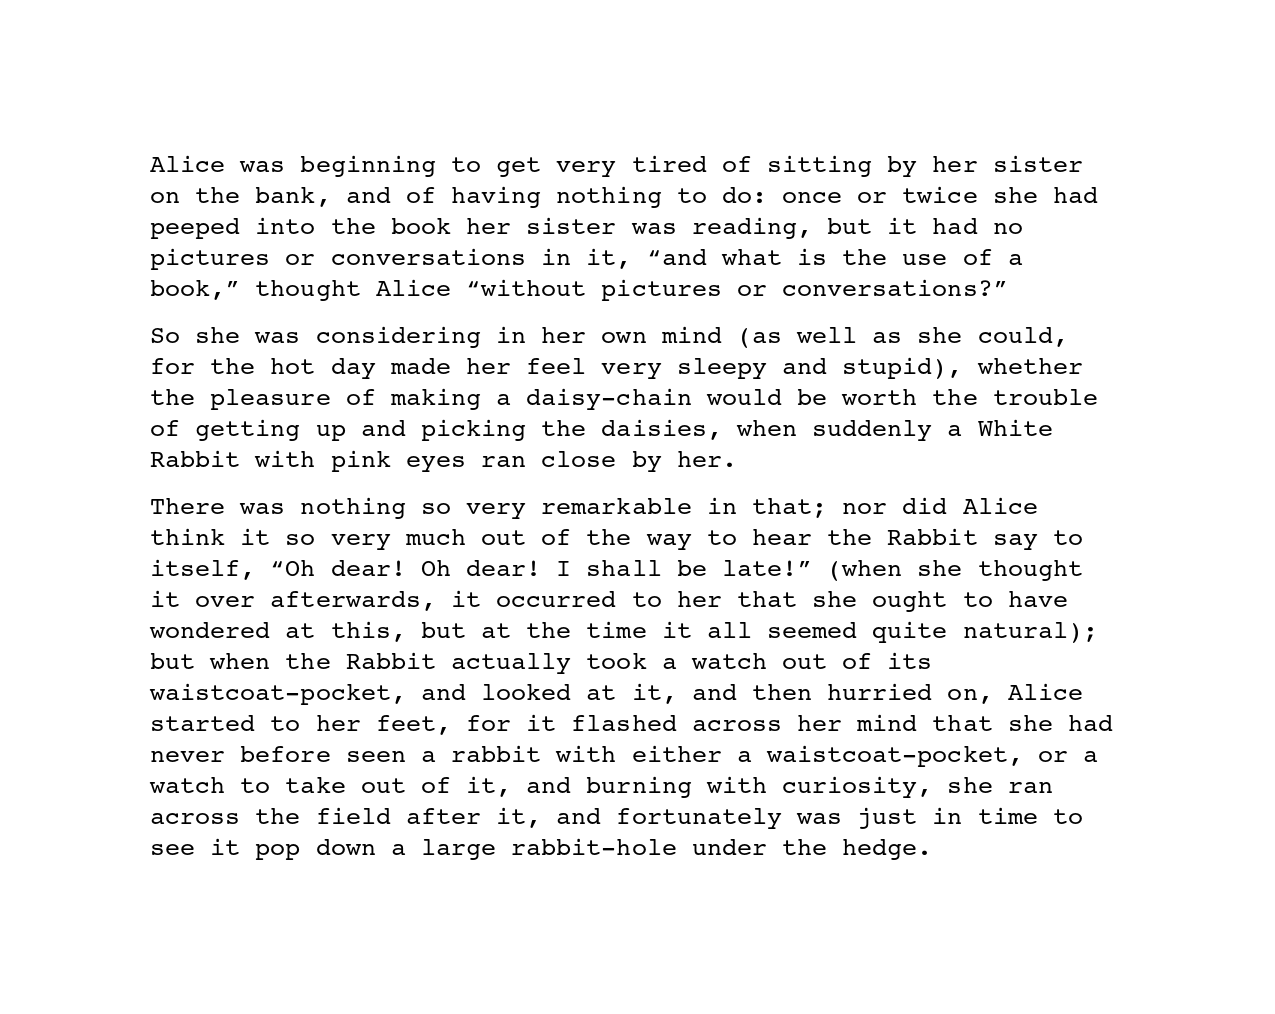 Alice was beginning to get very tired of sitting by her sister
on the bank, and of having nothing to do: once or twice she had
peeped into the book her sister was reading, but it had no
pictures or conversations in it, “and what is the use of a
book,” thought Alice “without pictures or conversations?”
So she was considering in her own mind (as well as she could,
for the hot day made her feel very sleepy and stupid), whether
the pleasure of making a daisy-chain would be worth the trouble
of getting up and picking the daisies, when suddenly a White
Rabbit with pink eyes ran close by her.
There was nothing so very remarkable in that; nor did Alice
think it so very much out of the way to hear the Rabbit say to
itself, “Oh dear! Oh dear! I shall be late!” (when she thought
it over afterwards, it occurred to her that she ought to have
wondered at this, but at the time it all seemed quite natural);
but when the Rabbit actually took a watch out of its
waistcoat-pocket, and looked at it, and then hurried on, Alice
started to her feet, for it flashed across her mind that she had
never before seen a rabbit with either a waistcoat-pocket, or a
watch to take out of it, and burning with curiosity, she ran
across the field after it, and fortunately was just in time to
see it pop down a large rabbit-hole under the hedge.